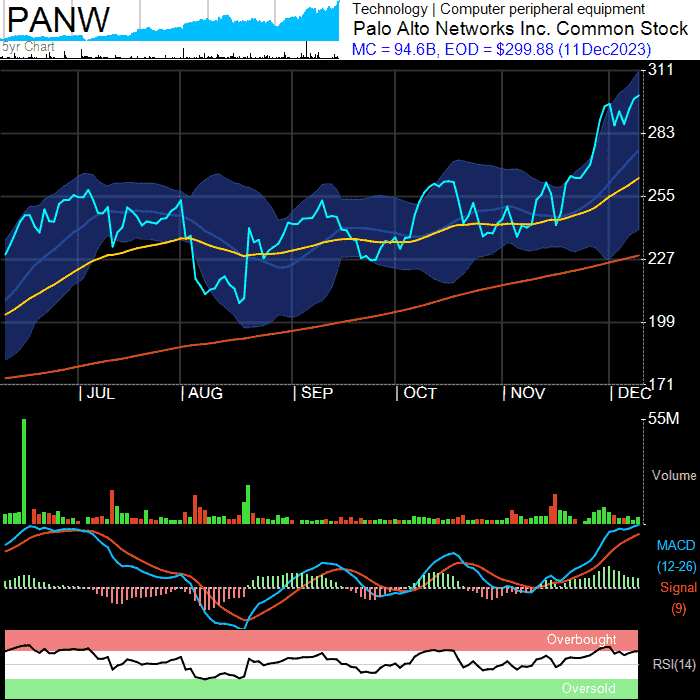 PANW
5yr Chart
Technology | Computer peripheral equipment
Palo Alto Networks Inc. Common Stock
MC = 94.6B, EOD = $299.88 (11Dec2023)
311
283
255
227
199
171
| JUL | AUG | SEP | OCT | NOV | DEC
55M
Volume
MACD
(12-26)
Signal
(9)
Overbought
RSI(14)
Oversold